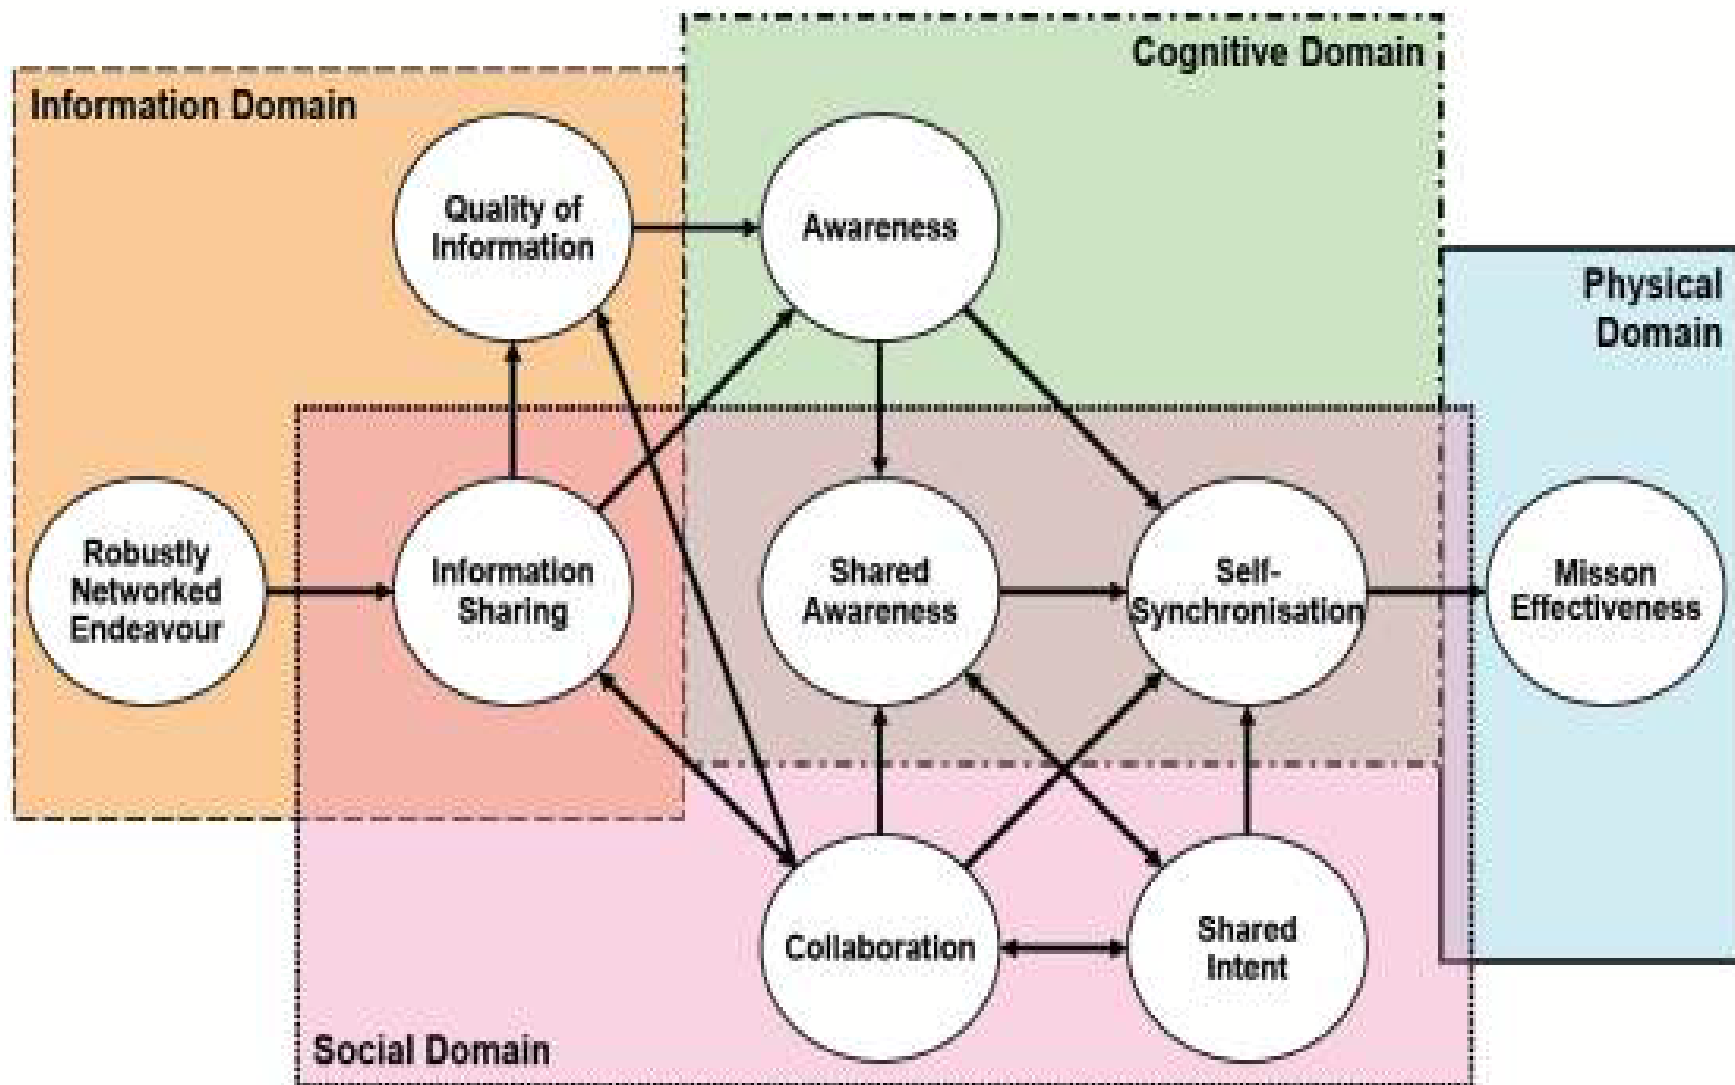 Cognitive Domain
Information Domain
Quality of
Information
Awareness
Physical
Domain
Robustly
Networked
Endeavour
Information
Sharing
Shared
Awareness
Self-
Synchronisation
Misson
Effectiveness
Collaboration
Shared
Intent
Social Domain